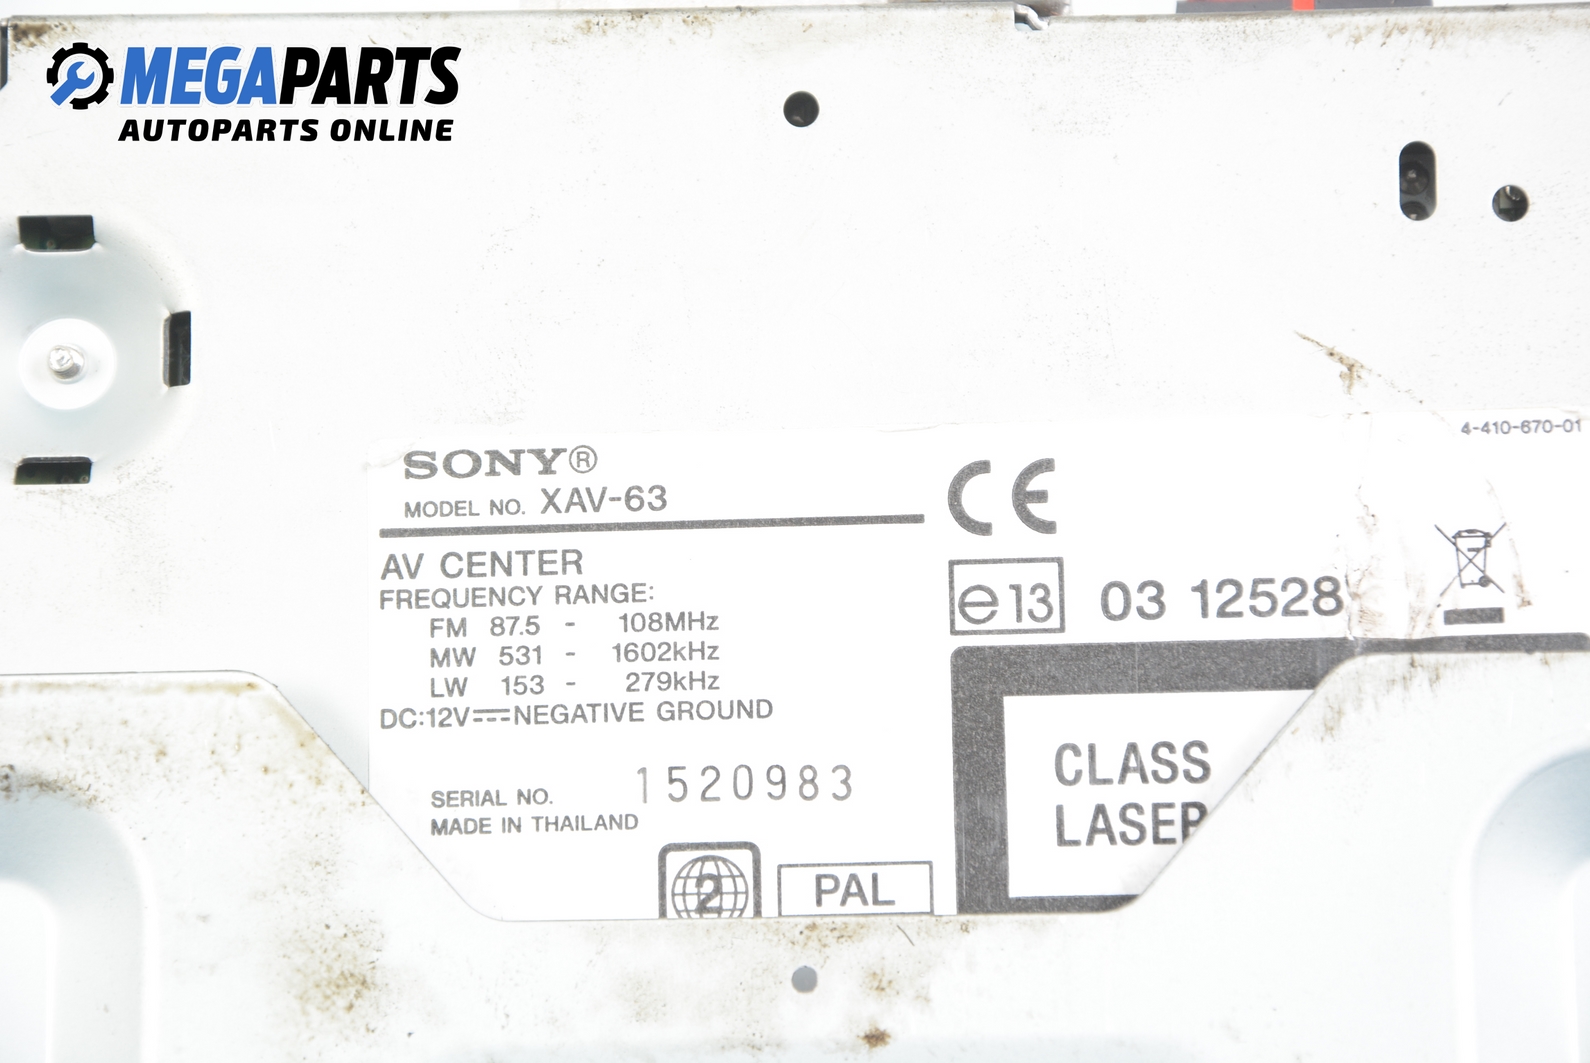 MEGAPARTS
AUTOPARTS ONLINE
4-410-670-01
SONY®
MODEL NO. XAV-63
AV CENTER
FREQUENCY RANGE:
FM 87.5 - 108MHz
MW 531 - 1602kHz
LW 153 - 279kHz
DC:12V⎓NEGATIVE GROUND
SERIAL NO. 1520983
MADE IN THAILAND
2
PAL
CE
e13 03 12528
CLASS
LASER